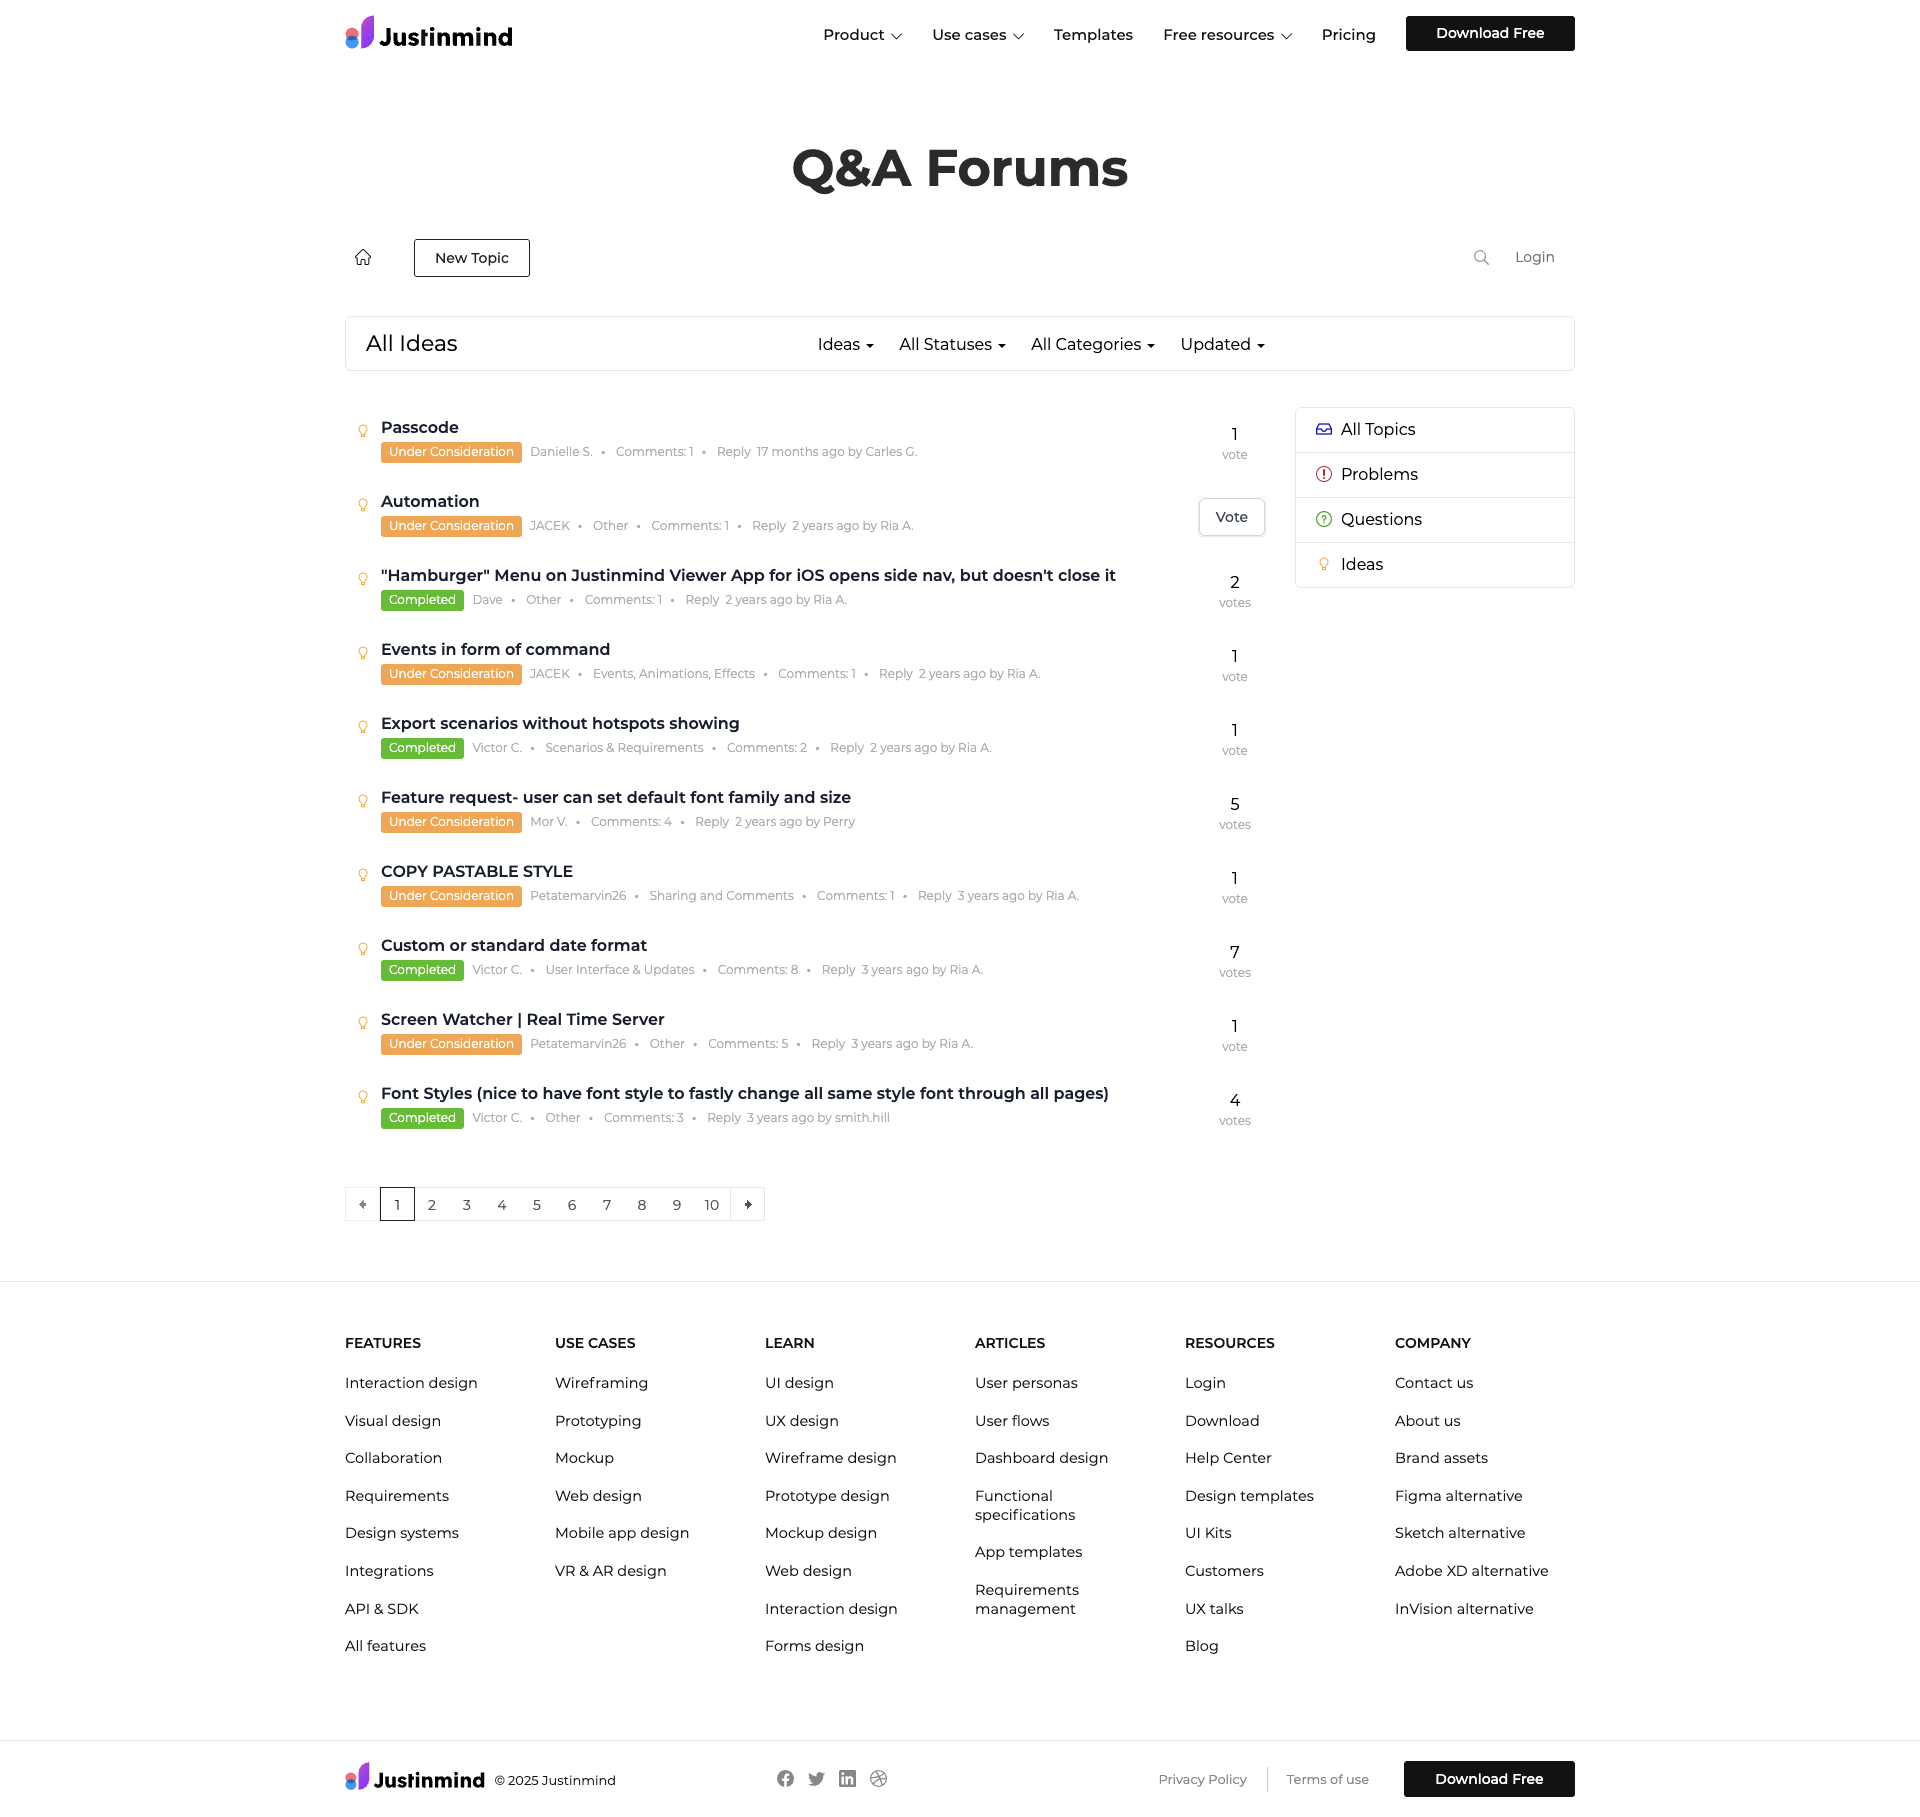 Justinmind
Product Use cases Templates Free resources Pricing Download Free
Q&A Forums
New Topic
Login
All Ideas
Ideas All Statuses All Categories Updated
Passcode
Under Consideration Danielle S. • Comments: 1 • Reply 17 months ago by Carles G.
1
vote
Automation
Under Consideration JACEK • Other • Comments: 1 • Reply 2 years ago by Ria A.
Vote
"Hamburger" Menu on Justinmind Viewer App for iOS opens side nav, but doesn't close it
Completed Dave • Other • Comments: 1 • Reply 2 years ago by Ria A.
2
votes
Events in form of command
Under Consideration JACEK • Events, Animations, Effects • Comments: 1 • Reply 2 years ago by Ria A.
1
vote
Export scenarios without hotspots showing
Completed Victor C. • Scenarios & Requirements • Comments: 2 • Reply 2 years ago by Ria A.
1
vote
Feature request- user can set default font family and size
Under Consideration Mor V. • Comments: 4 • Reply 2 years ago by Perry
5
votes
COPY PASTABLE STYLE
Under Consideration Petatemarvin26 • Sharing and Comments • Comments: 1 • Reply 3 years ago by Ria A.
1
vote
Custom or standard date format
Completed Victor C. • User Interface & Updates • Comments: 8 • Reply 3 years ago by Ria A.
7
votes
Screen Watcher | Real Time Server
Under Consideration Petatemarvin26 • Other • Comments: 5 • Reply 3 years ago by Ria A.
1
vote
Font Styles (nice to have font style to fastly change all same style font through all pages)
Completed Victor C. • Other • Comments: 3 • Reply 3 years ago by smith.hill
4
votes
All Topics
Problems
Questions
Ideas
1 2 3 4 5 6 7 8 9 10
FEATURES
Interaction design
Visual design
Collaboration
Requirements
Design systems
Integrations
API & SDK
All features
USE CASES
Wireframing
Prototyping
Mockup
Web design
Mobile app design
VR & AR design
LEARN
UI design
UX design
Wireframe design
Prototype design
Mockup design
Web design
Interaction design
Forms design
ARTICLES
User personas
User flows
Dashboard design
Functional
specifications
App templates
Requirements
management
RESOURCES
Login
Download
Help Center
Design templates
UI Kits
Customers
UX talks
Blog
COMPANY
Contact us
About us
Brand assets
Figma alternative
Sketch alternative
Adobe XD alternative
InVision alternative
Justinmind © 2025 Justinmind
Privacy Policy Terms of use Download Free